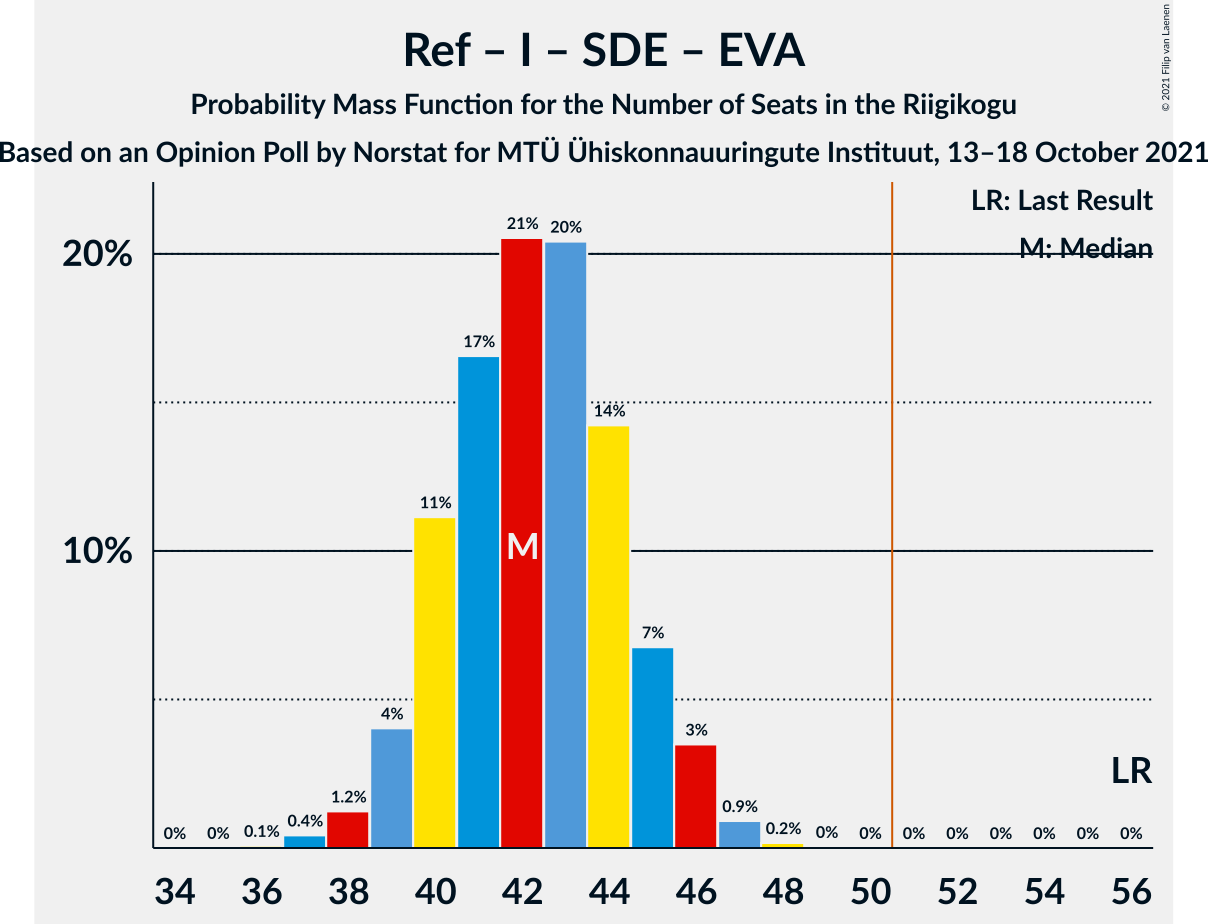 Ref – I – SDE – EVA
Probability Mass Function for the Number of Seats in the Riigikogu
Based on an Opinion Poll by Norstat for MTÜ Ühiskonnauuringute Instituut, 13–18 October 2021
© 2021 Filip van Laenen
LR: Last Result
M: Median
20%
10%
0% 0% 0.1% 0.4% 1.2% 4% 11% 17% 21% 20% 14% 7% 3% 0.9% 0.2% 0% 0% 0% 0% 0% 0% 0% 0%
M
LR
34 36 38 40 42 44 46 48 50 52 54 56